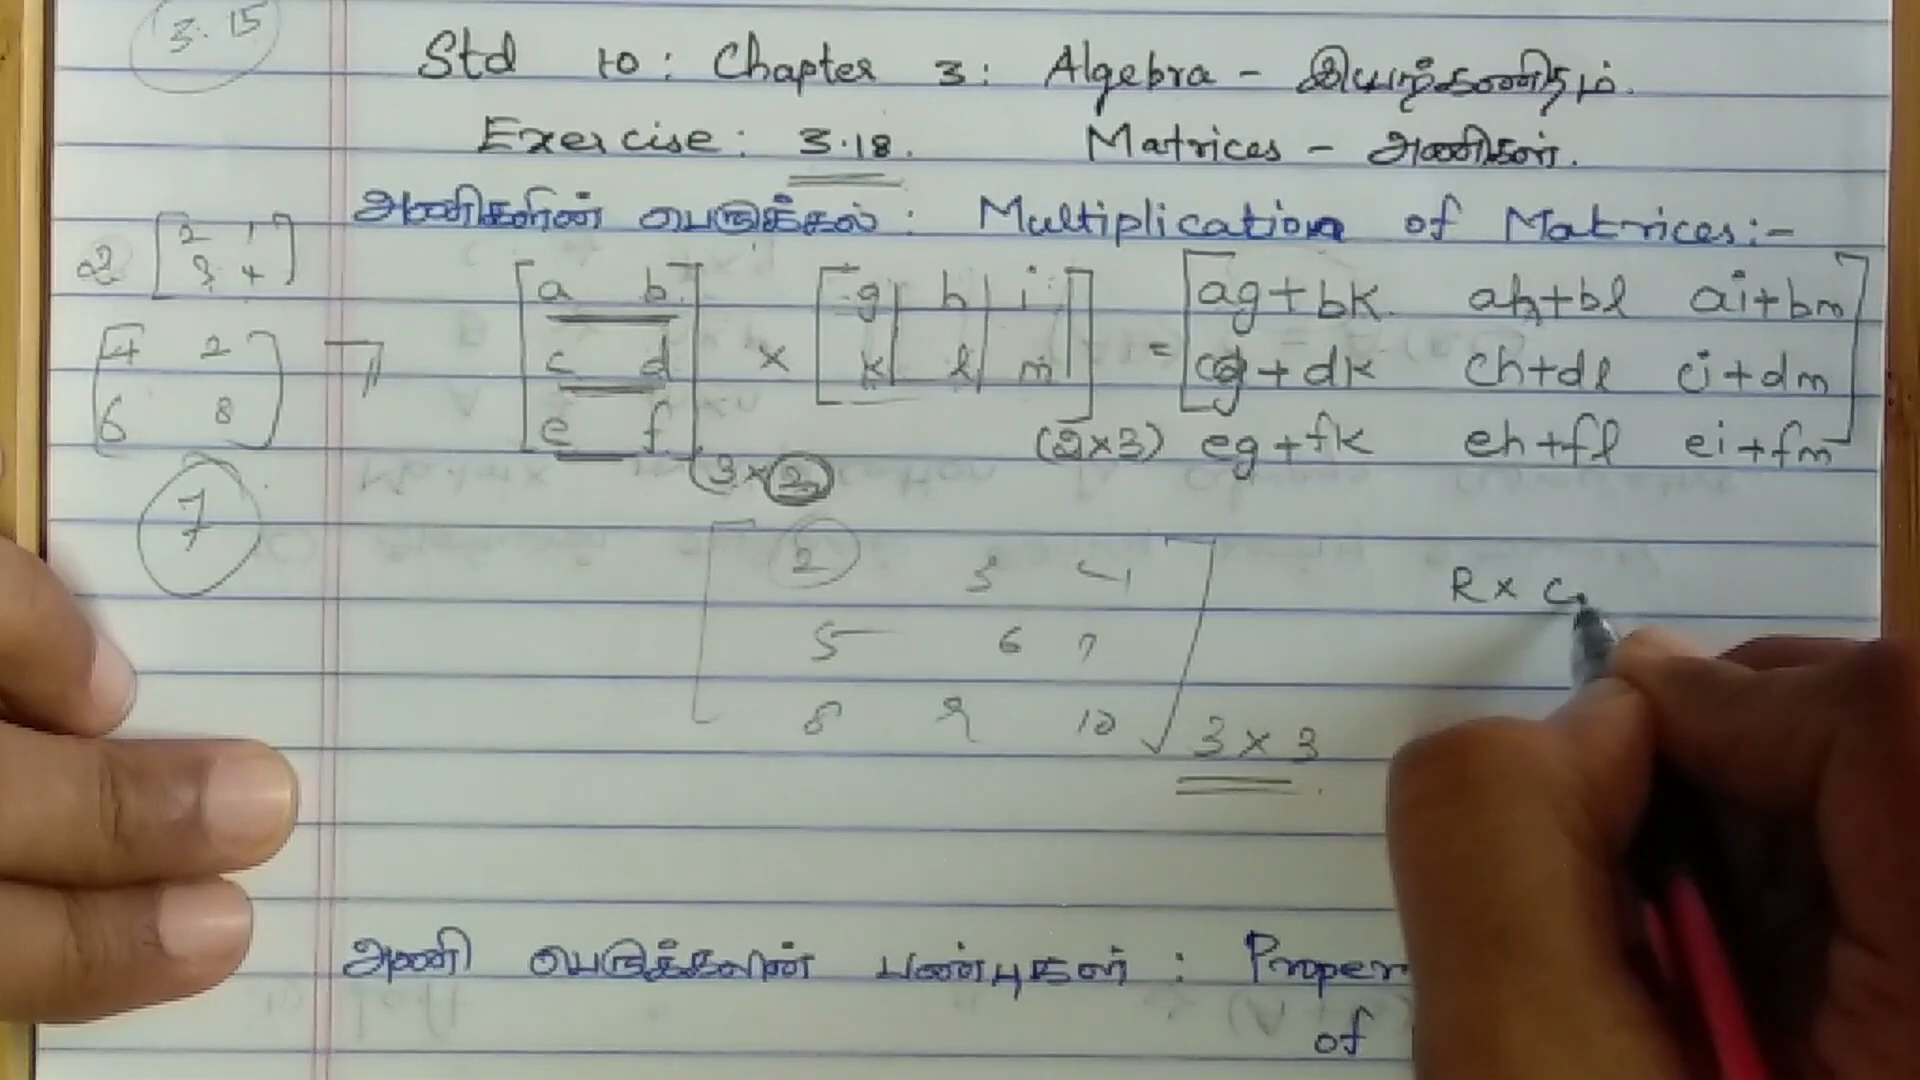 3.15
Std 10 : Chapter 3 : Algebra - இயற்கணிதம்.
Exercise : 3.18. Matrices - அணிகள்.
அணிகளின் பெருக்கல் : Multiplication of Matrices:-
2 [ 2 1
3 4 ]
[ 4 2
6 8 ]
7
[ a b
c d
e f ] (3×2)
×
[ g h i
k l m ] (2×3)
=
[ ag+bk ah+bl ai+bm
cg+dk ch+dl ci+dm
eg+fk eh+fl ei+fm ]
[ 2 3 4
5 6 7
8 9 10 ] 3×3
R× C
அணி பெருக்கலின் பண்புகள் : Proper
of